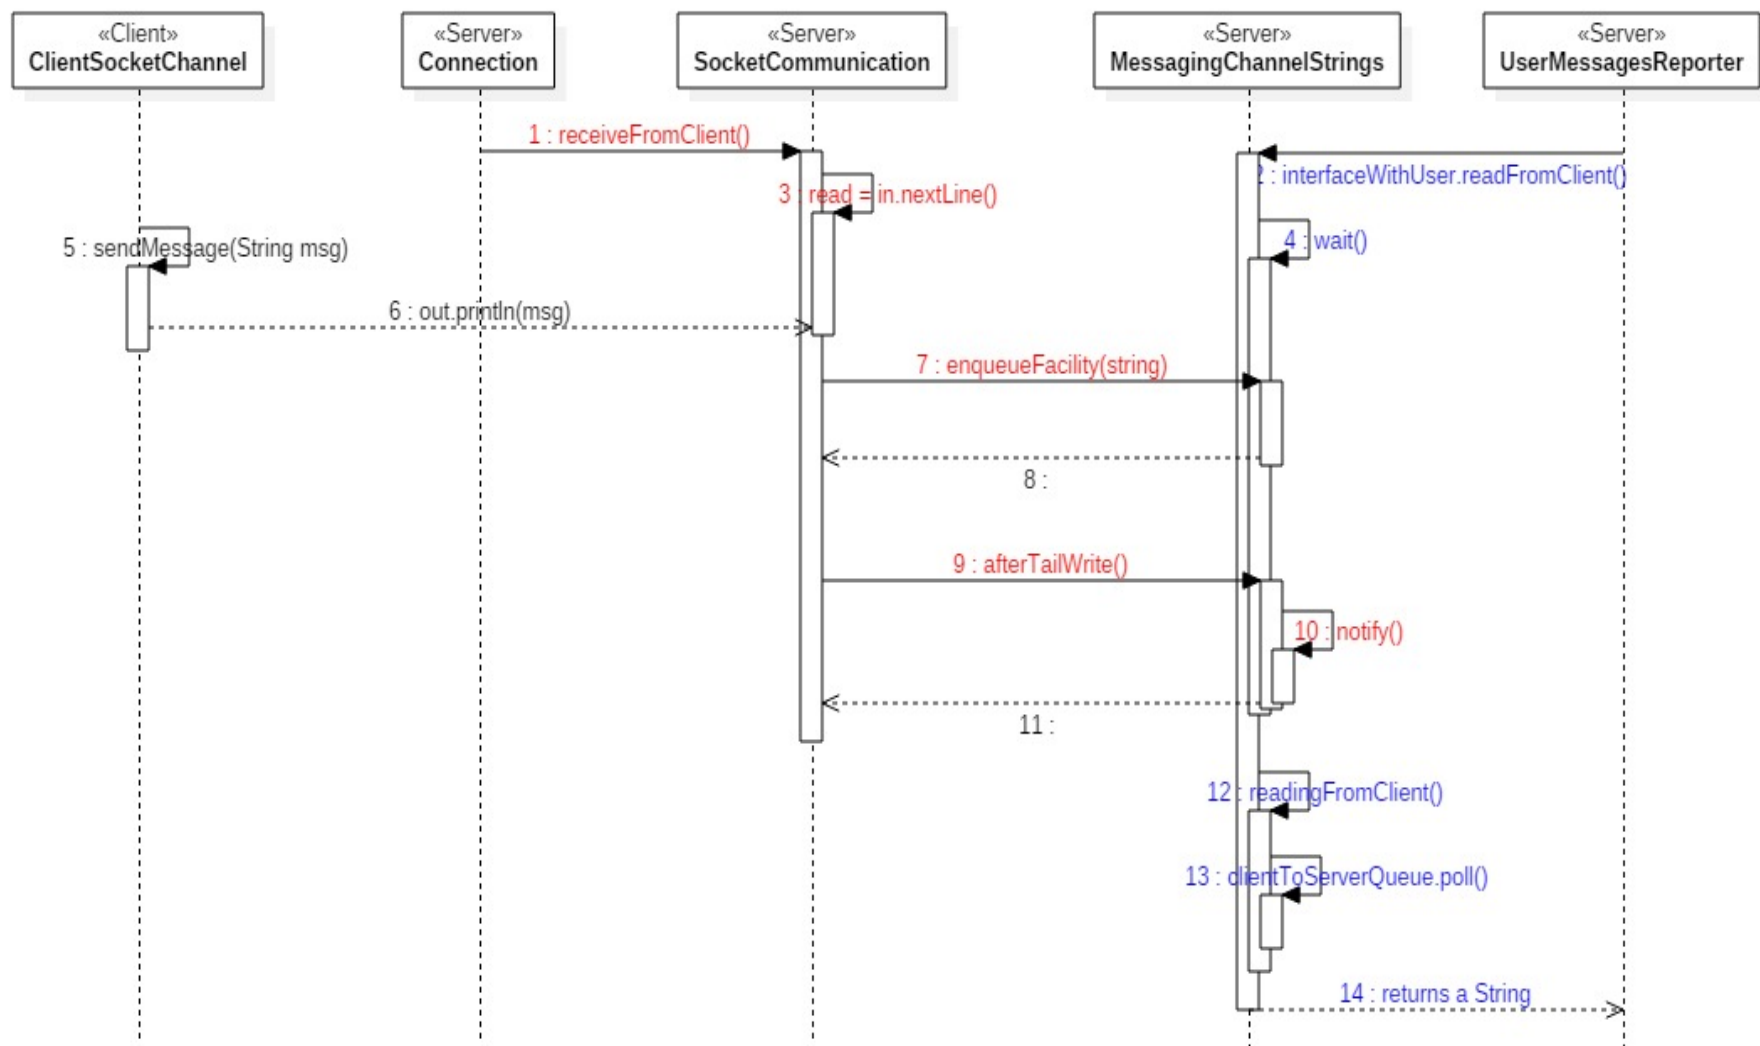 «Client»
ClientSocketChannel
«Server»
Connection
«Server»
SocketCommunication
«Server»
MessagingChannelStrings
«Server»
UserMessagesReporter
1 : receiveFromClient()
2 : interfaceWithUser.readFromClient()
3 : read = in.nextLine()
4 : wait()
5 : sendMessage(String msg)
6 : out.println(msg)
7 : enqueueFacility(string)
8 :
9 : afterTailWrite()
10 : notify()
11 :
12 : readingFromClient()
13 : clientToServerQueue.poll()
14 : returns a String